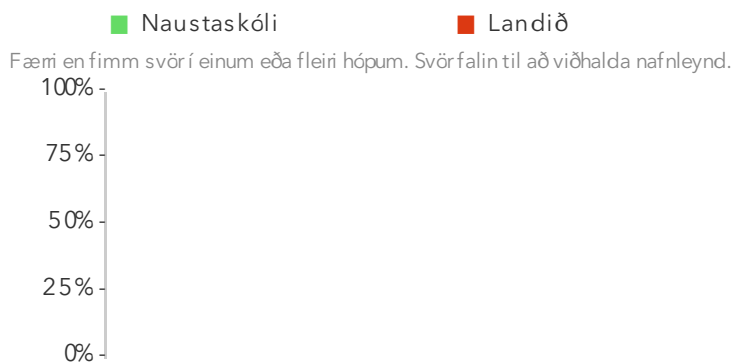 Naustaskóli Landið
Færri en fimm svör í einum eða fleiri hópum. Svör falin til að viðhalda nafnleynd.
100%
75%
50%
25%
0%